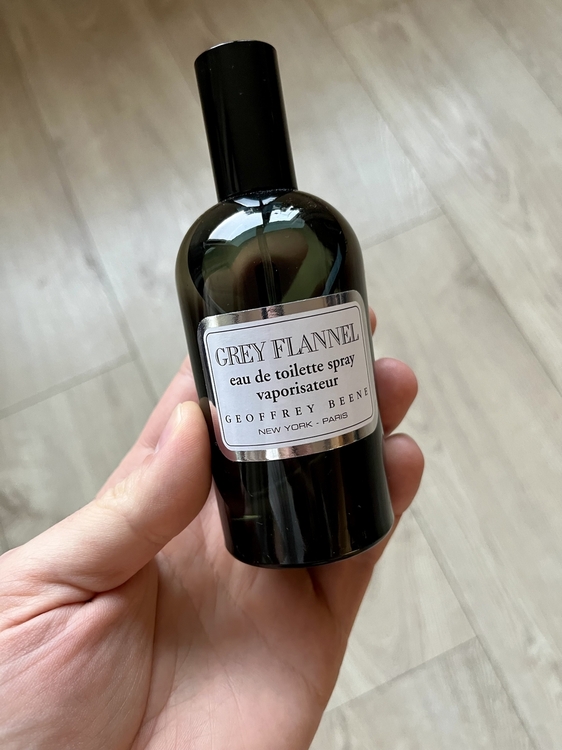 GREY FLANNEL
eau de toilette spray
vaporisateur
GEOFFREY BEENE
NEW YORK - PARIS